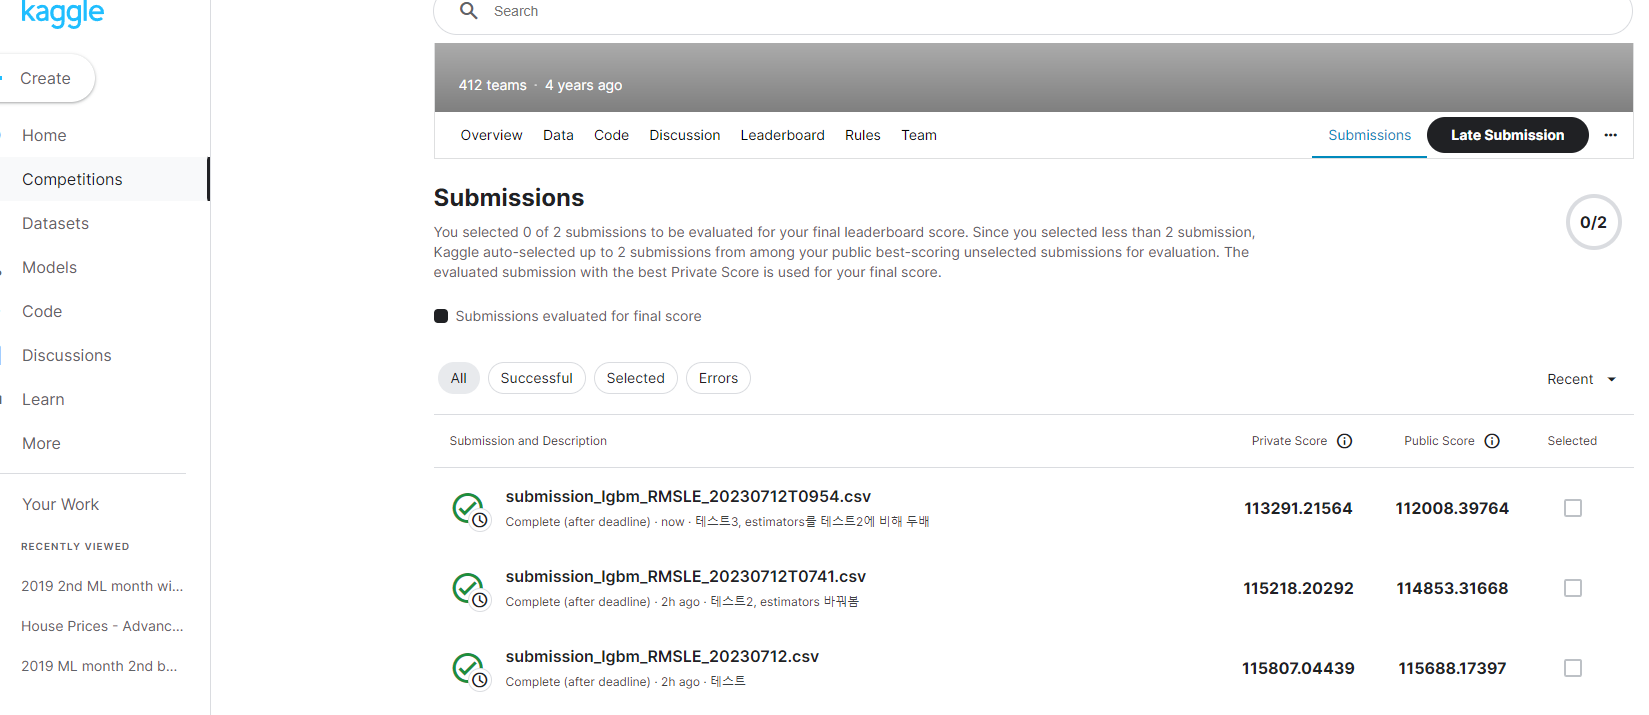 kaggle
Create
Home
Competitions
Datasets
Models
Code
Discussions
Learn
More
Your Work
RECENTLY VIEWED
2019 2nd ML month wi...
House Prices - Advanc...
2019 ML month 2nd b...
Search
412 teams · 4 years ago
Overview Data Code Discussion Leaderboard Rules Team Submissions Late Submission ...
Submissions
0/2
You selected 0 of 2 submissions to be evaluated for your final leaderboard score. Since you selected less than 2 submission,
Kaggle auto-selected up to 2 submissions from among your public best-scoring unselected submissions for evaluation. The
evaluated submission with the best Private Score is used for your final score.
Submissions evaluated for final score
All Successful Selected Errors Recent
Submission and Description Private Score Public Score Selected
submission_lgbm_RMSLE_20230712T0954.csv
Complete (after deadline) · now · 테스트3, estimators를 테스트2에 비해 두배
113291.21564 112008.39764
submission_lgbm_RMSLE_20230712T0741.csv
Complete (after deadline) · 2h ago · 테스트2, estimators 바꿔봄
115218.20292 114853.31668
submission_lgbm_RMSLE_20230712.csv
Complete (after deadline) · 2h ago · 테스트
115807.04439 115688.17397